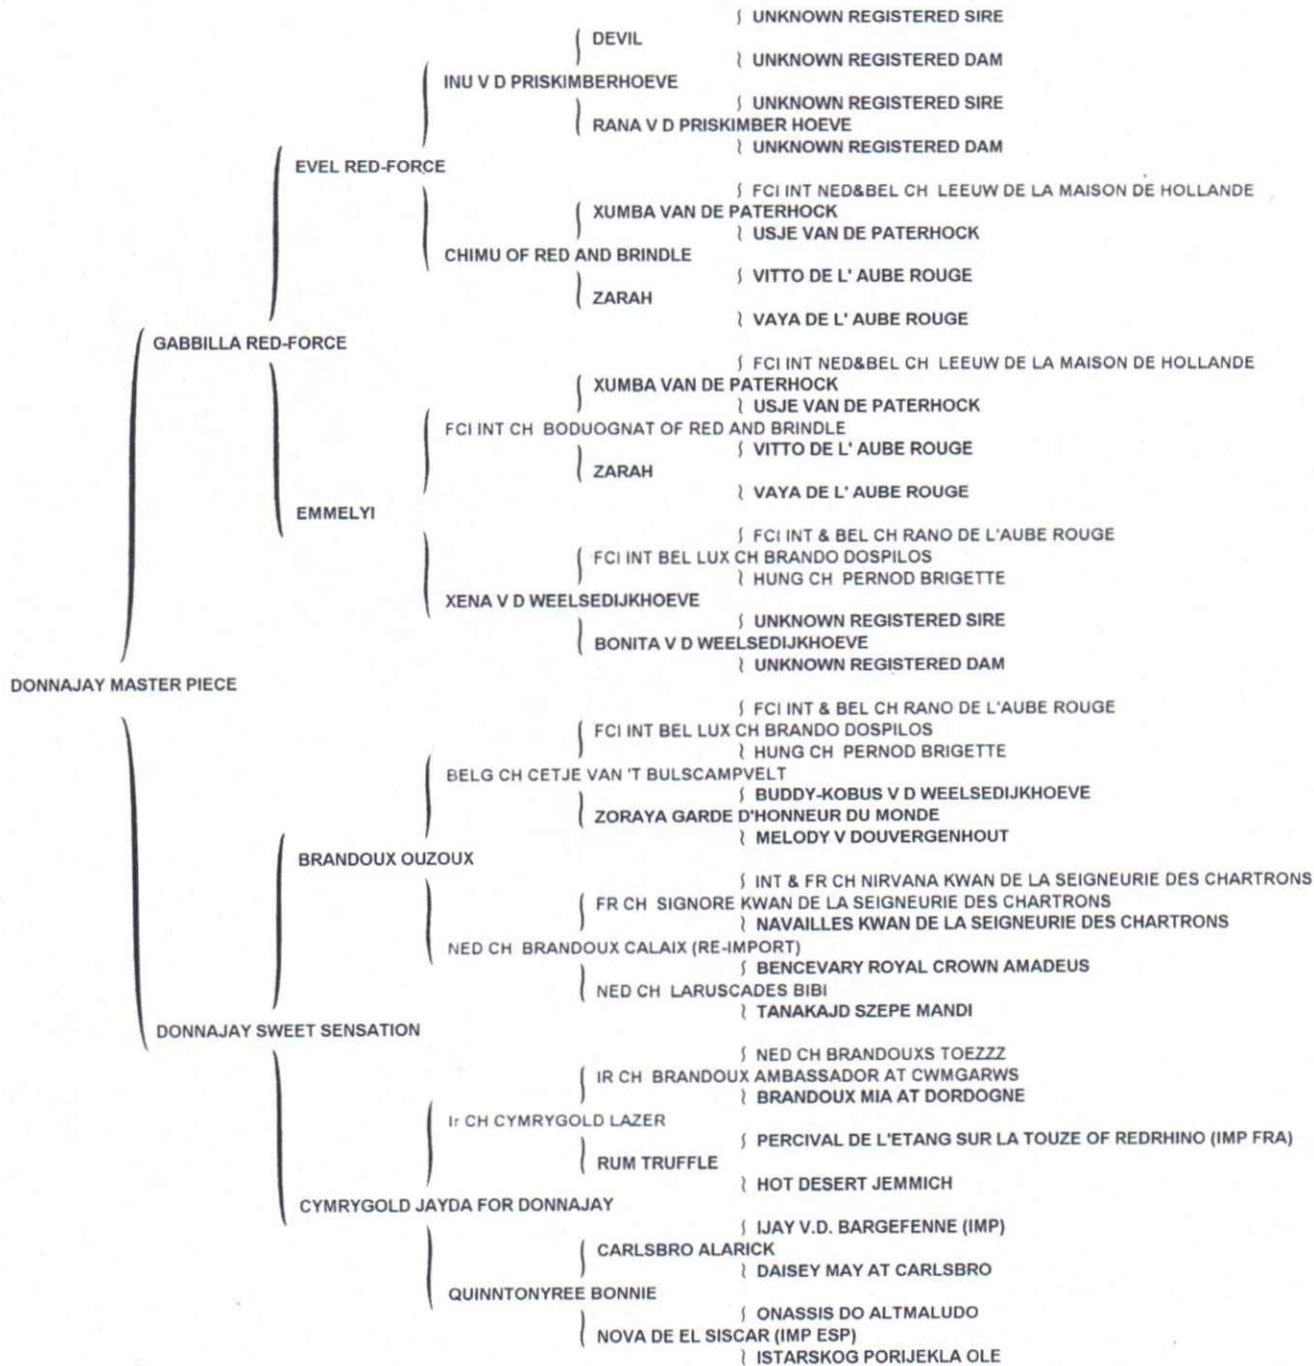 UNKNOWN REGISTERED SIRE
DEVIL
UNKNOWN REGISTERED DAM
INU V D PRISKIMBERHOEVE
UNKNOWN REGISTERED SIRE
RANA V D PRISKIMBER HOEVE
UNKNOWN REGISTERED DAM
EVEL RED-FORCE
FCI INT NED&BEL CH LEEUW DE LA MAISON DE HOLLANDE
XUMBA VAN DE PATERHOCK
USJE VAN DE PATERHOCK
CHIMU OF RED AND BRINDLE
VITTO DE L' AUBE ROUGE
ZARAH
VAYA DE L' AUBE ROUGE
GABBILLA RED-FORCE
FCI INT NED&BEL CH LEEUW DE LA MAISON DE HOLLANDE
XUMBA VAN DE PATERHOCK
USJE VAN DE PATERHOCK
FCI INT CH BODUOGNAT OF RED AND BRINDLE
VITTO DE L' AUBE ROUGE
ZARAH
VAYA DE L' AUBE ROUGE
EMMELYI
FCI INT & BEL CH RANO DE L'AUBE ROUGE
FCI INT BEL LUX CH BRANDO DOSPILOS
HUNG CH PERNOD BRIGETTE
XENA V D WEELSEDIJKHOEVE
UNKNOWN REGISTERED SIRE
BONITA V D WEELSEDIJKHOEVE
UNKNOWN REGISTERED DAM
DONNAJAY MASTER PIECE
FCI INT & BEL CH RANO DE L'AUBE ROUGE
FCI INT BEL LUX CH BRANDO DOSPILOS
HUNG CH PERNOD BRIGETTE
BELG CH CETJE VAN 'T BULSCAMPVELT
BUDDY-KOBUS V D WEELSEDIJKHOEVE
ZORAYA GARDE D'HONNEUR DU MONDE
MELODY V DOUVERGENHOUT
BRANDOUX OUZOUX
INT & FR CH NIRVANA KWAN DE LA SEIGNEURIE DES CHARTRONS
FR CH SIGNORE KWAN DE LA SEIGNEURIE DES CHARTRONS
NAVAILLES KWAN DE LA SEIGNEURIE DES CHARTRONS
NED CH BRANDOUX CALAIX (RE-IMPORT)
BENCEVARY ROYAL CROWN AMADEUS
NED CH LARUSCADES BIBI
TANAKAJD SZEPE MANDI
DONNAJAY SWEET SENSATION
NED CH BRANDOUXS TOEZZZ
IR CH BRANDOUX AMBASSADOR AT CWMGARWS
BRANDOUX MIA AT DORDOGNE
Ir CH CYMRYGOLD LAZER
PERCIVAL DE L'ETANG SUR LA TOUZE OF REDRHINO (IMP FRA)
RUM TRUFFLE
HOT DESERT JEMMICH
CYMRYGOLD JAYDA FOR DONNAJAY
IJAY V.D. BARGEFENNE (IMP)
CARLSBRO ALARICK
DAISEY MAY AT CARLSBRO
QUINNTONYREE BONNIE
ONASSIS DO ALTMALUDO
NOVA DE EL SISCAR (IMP ESP)
ISTARSKOG PORIJEKLA OLE